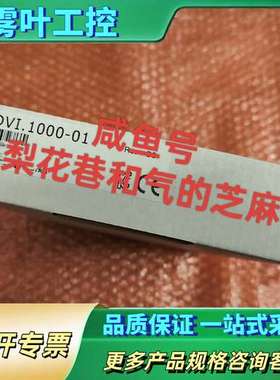 雾叶工控
DVI.1000-01
咸鱼号
梨花巷和气的芝麻
CE
开专票
品质保证 一站式采
更多产品规格咨询客